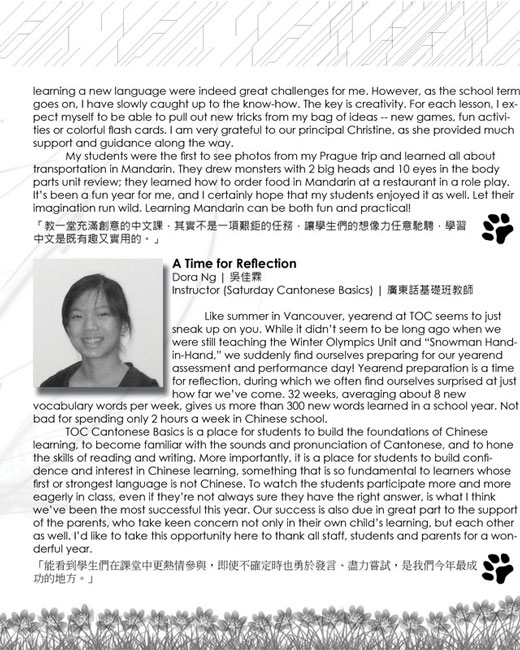 learning a new language were indeed great challenges for me. However, as the school term
goes on, I have slowly caught up to the know-how. The key is creativity. For each lesson, I ex-
pect myself to be able to pull out new tricks from my bag of ideas -- new games, fun activi-
ties or colorful flash cards. I am very grateful to our principal Christine, as she provided much
support and guidance along the way.
My students were the first to see photos from my Prague trip and learned all about
transportation in Mandarin. They drew monsters with 2 big heads and 10 eyes in the body
parts unit review; they learned how to order food in Mandarin at a restaurant in a role play.
It's been a fun year for me, and I certainly hope that my students enjoyed it as well. Let their
imagination run wild. Learning Mandarin can be both fun and practical!
「教一堂充滿創意的中文課，其實不是一項艱鉅的任務，讓學生們的想像力任意馳騁，學習
中文是既有趣又實用的。」
A Time for Reflection
Dora Ng | 吳佳霖
Instructor (Saturday Cantonese Basics) | 廣東話基礎班教師
Like summer in Vancouver, yearend at TOC seems to just
sneak up on you. While it didn't seem to be long ago when we
were still teaching the Winter Olympics Unit and "Snowman Hand-
in-Hand," we suddenly find ourselves preparing for our yearend
assessment and performance day! Yearend preparation is a time
for reflection, during which we often find ourselves surprised at just
how far we've come. 32 weeks, averaging about 8 new
vocabulary words per week, gives us more than 300 new words learned in a school year. Not
bad for spending only 2 hours a week in Chinese school.
TOC Cantonese Basics is a place for students to build the foundations of Chinese
learning, to become familiar with the sounds and pronunciation of Cantonese, and to hone
the skills of reading and writing. More importantly, it is a place for students to build confi-
dence and interest in Chinese learning, something that is so fundamental to learners whose
first or strongest language is not Chinese. To watch the students participate more and more
eagerly in class, even if they're not always sure they have the right answer, is what I think
we've been the most successful this year. Our success is also due in great part to the support
of the parents, who take keen concern not only in their own child's learning, but each other
as well. I'd like to take this opportunity here to thank all staff, students and parents for a won-
derful year.
「能看到學生們在課堂中更熱情參與，即使不確定時也勇於發言、盡力嘗試，是我們今年最成
功的地方。」